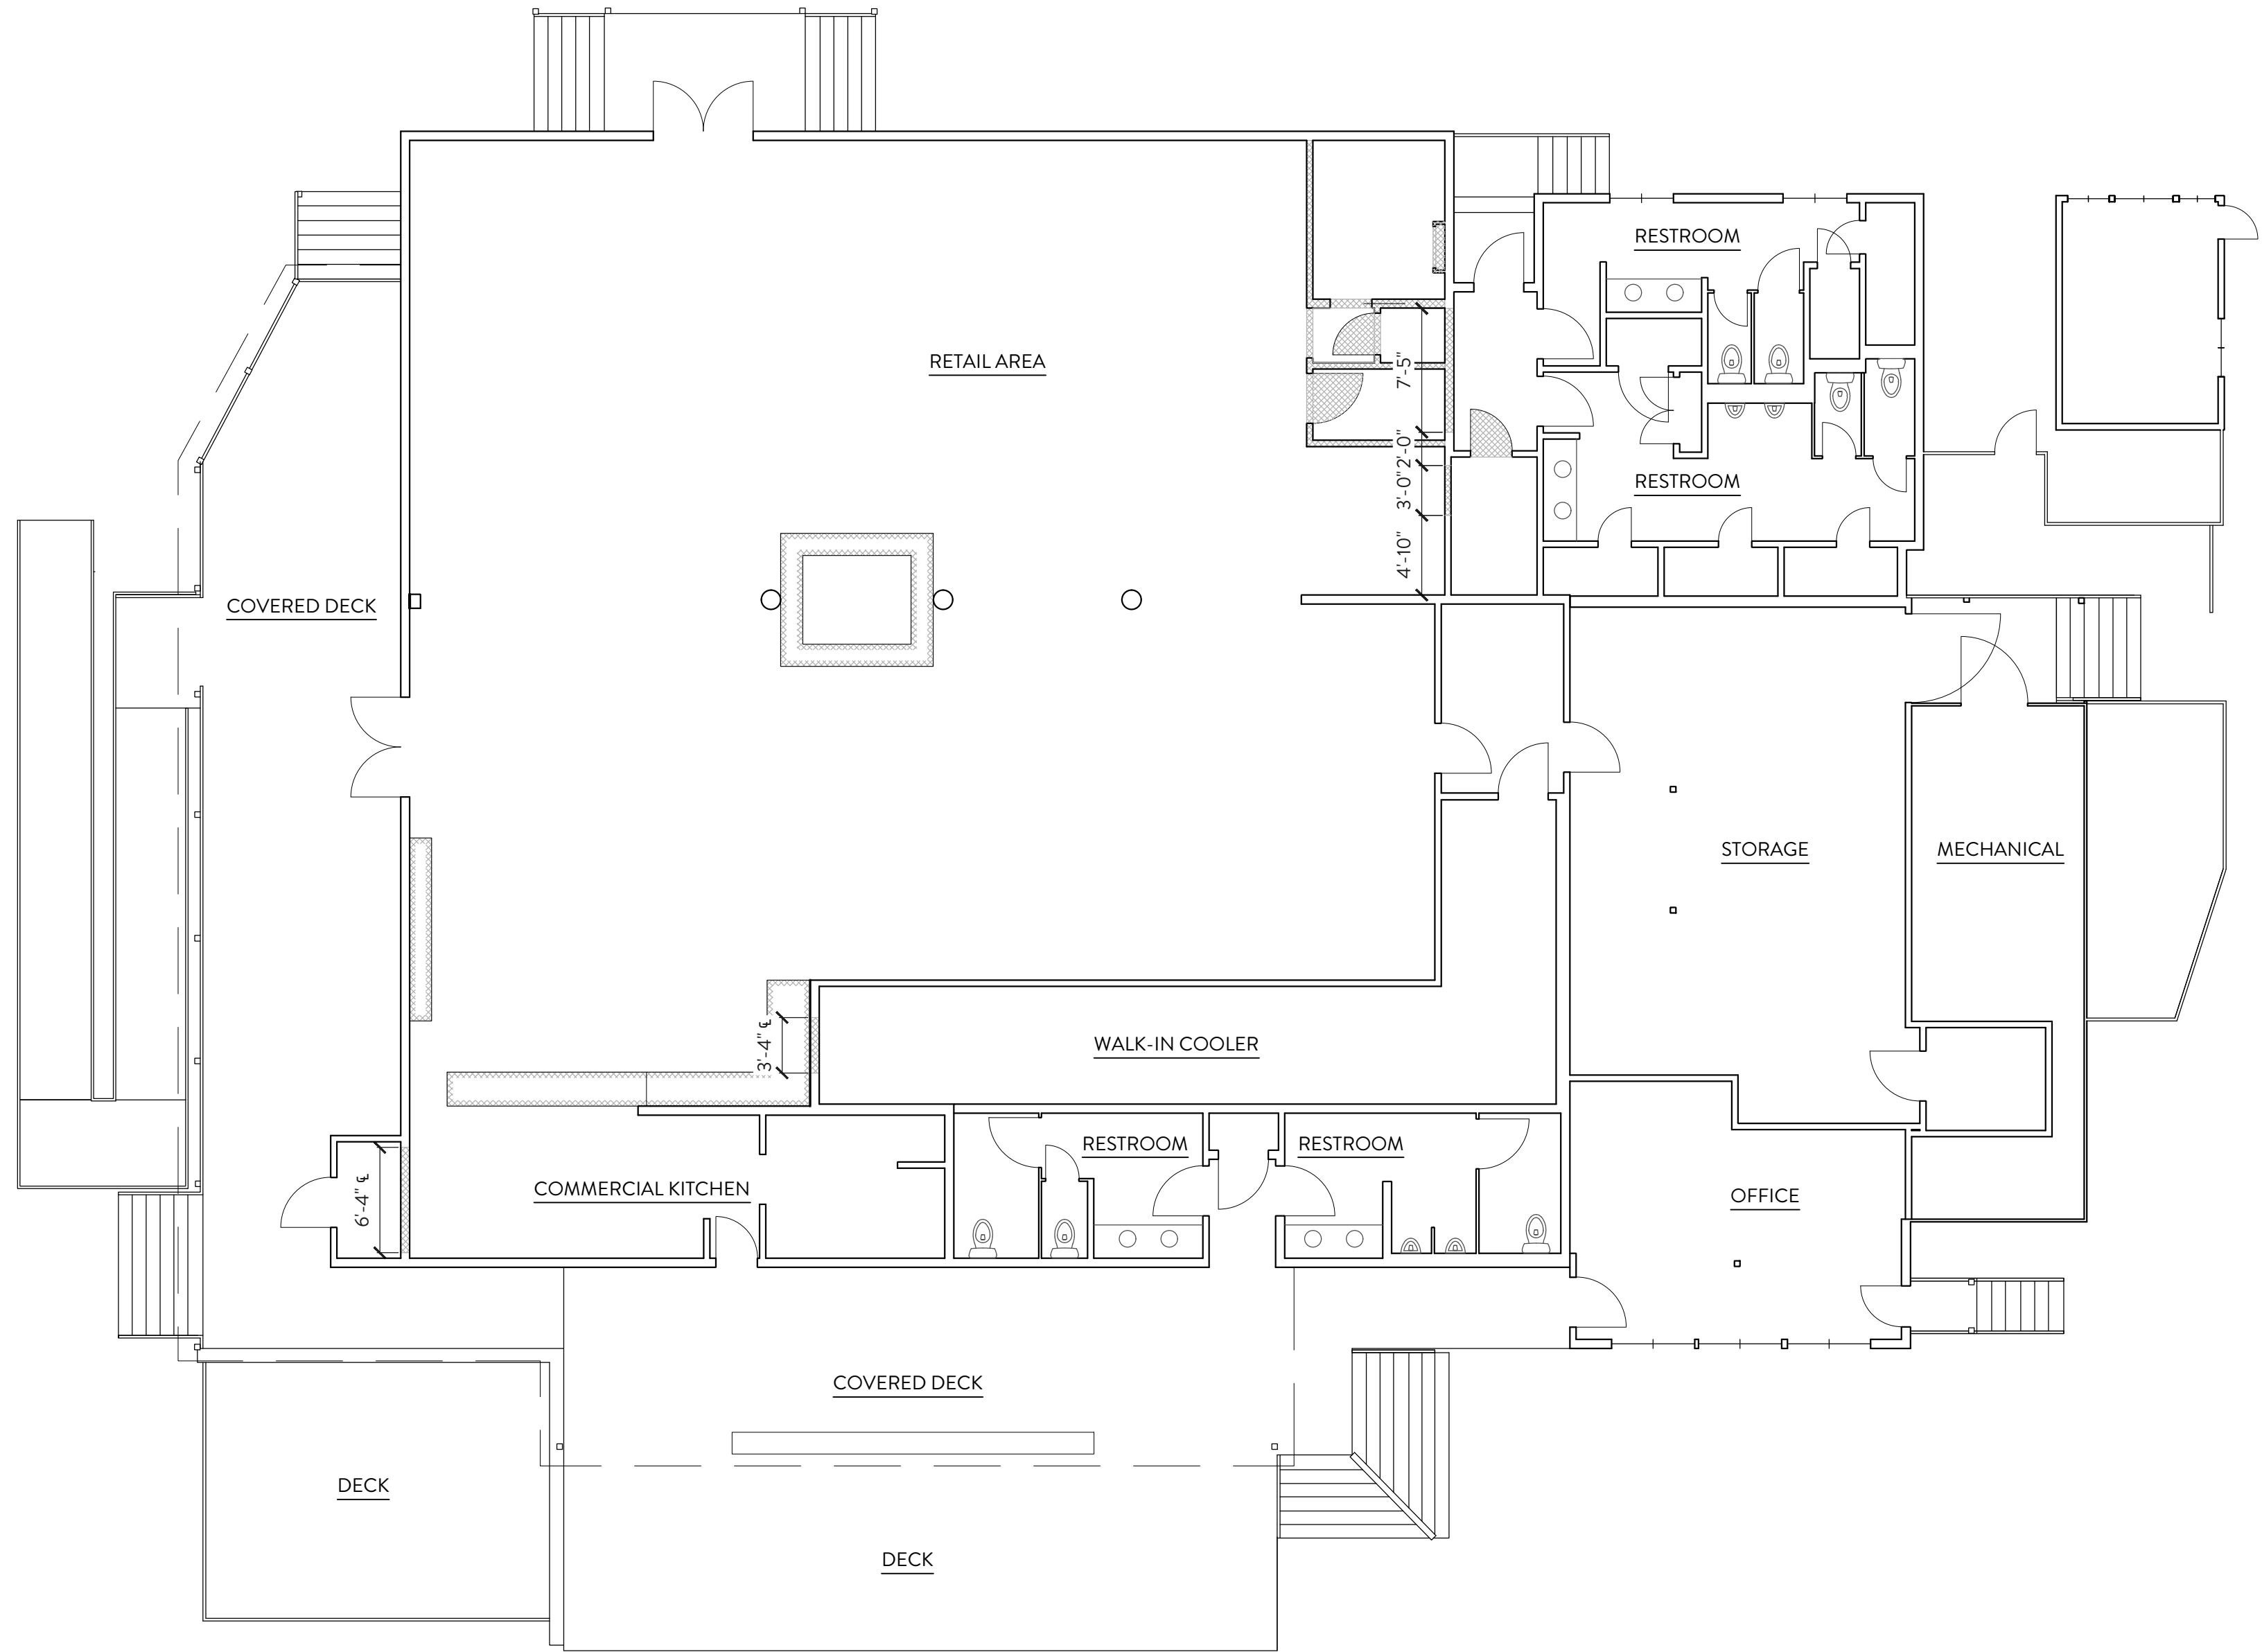 RESTROOM
RETAIL AREA
7'-5"
2'-0"
3'-0"
RESTROOM
4'-10"
COVERED DECK
STORAGE
MECHANICAL
3'-4" ℄
WALK-IN COOLER
RESTROOM
RESTROOM
6'-4" ℄
COMMERCIAL KITCHEN
OFFICE
COVERED DECK
DECK
DECK